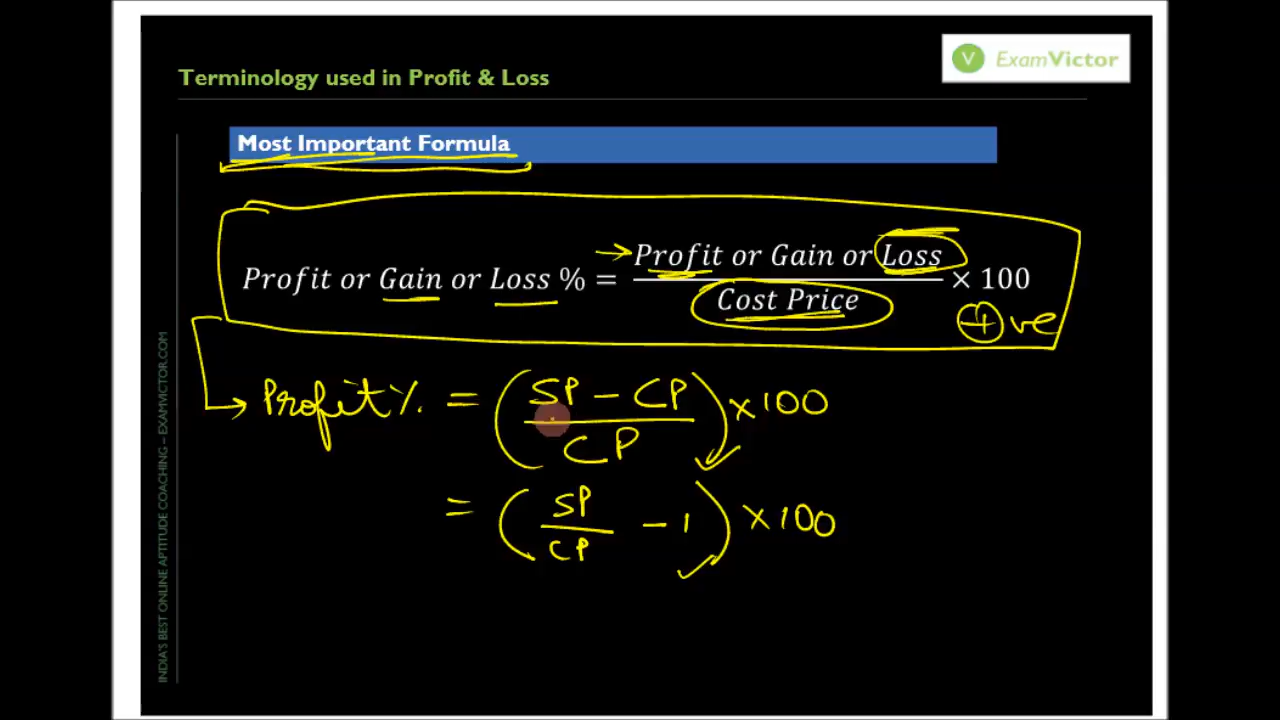 V ExamVictor
Terminology used in Profit & Loss
Most Important Formula
Profit or Gain or Loss % = Profit or Gain or Loss / Cost Price × 100
+ve
Profit % = (SP − CP / CP) × 100
= (SP / CP − 1) × 100
INDIA'S BEST ONLINE APTITUDE COACHING – EXAMVICTOR.COM